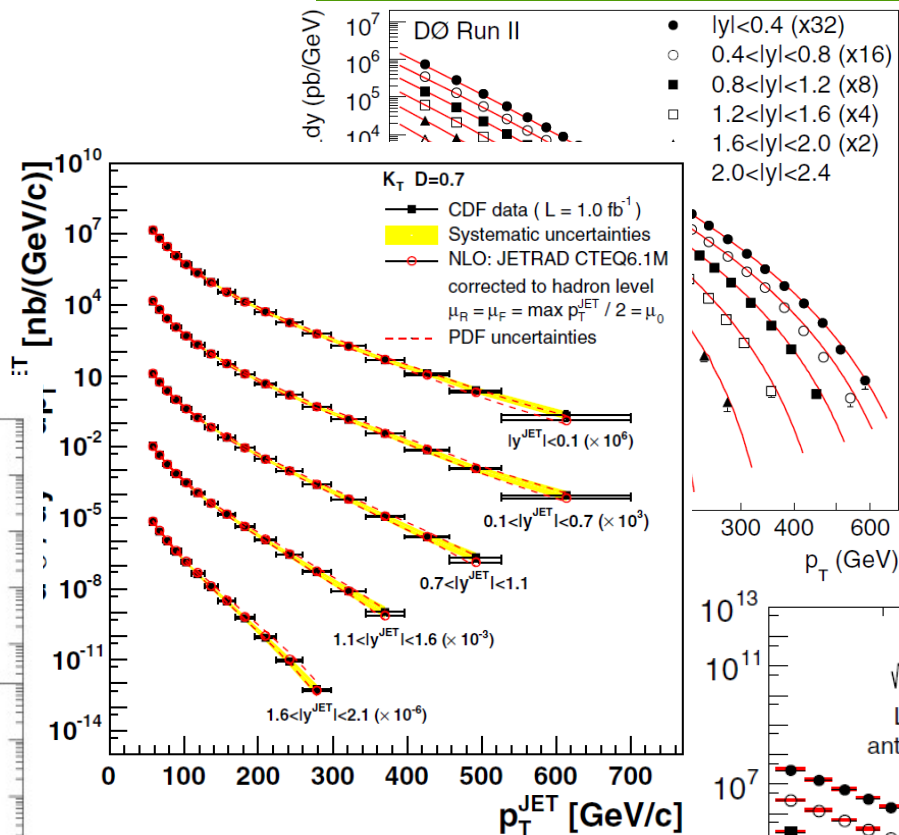 DØ Run II
|y|<0.4 (x32)
0.4<|y|<0.8 (x16)
0.8<|y|<1.2 (x8)
1.2<|y|<1.6 (x4)
1.6<|y|<2.0 (x2)
2.0<|y|<2.4
dy (pb/GeV)
10⁷
10⁶
10⁵
10⁴
300 400 600
p_T (GeV)
[nb/(GeV/c)]
10¹⁰
10⁷
10⁴
10
10⁻²
10⁻⁵
10⁻⁸
10⁻¹¹
10⁻¹⁴
K_T D=0.7
CDF data ( L = 1.0 fb⁻¹)
Systematic uncertainties
NLO: JETRAD CTEQ6.1M
corrected to hadron level
μ_R = μ_F = max p_T^JET / 2 = μ_0
PDF uncertainties
|y^JET|<0.1 (×10⁶)
0.1<|y^JET|<0.7 (×10³)
0.7<|y^JET|<1.1
1.1<|y^JET|<1.6 (×10⁻³)
1.6<|y^JET|<2.1 (×10⁻⁶)
0 100 200 300 400 500 600 700
p_T^JET [GeV/c]
10¹³
10¹¹
10⁷
√
L
ant